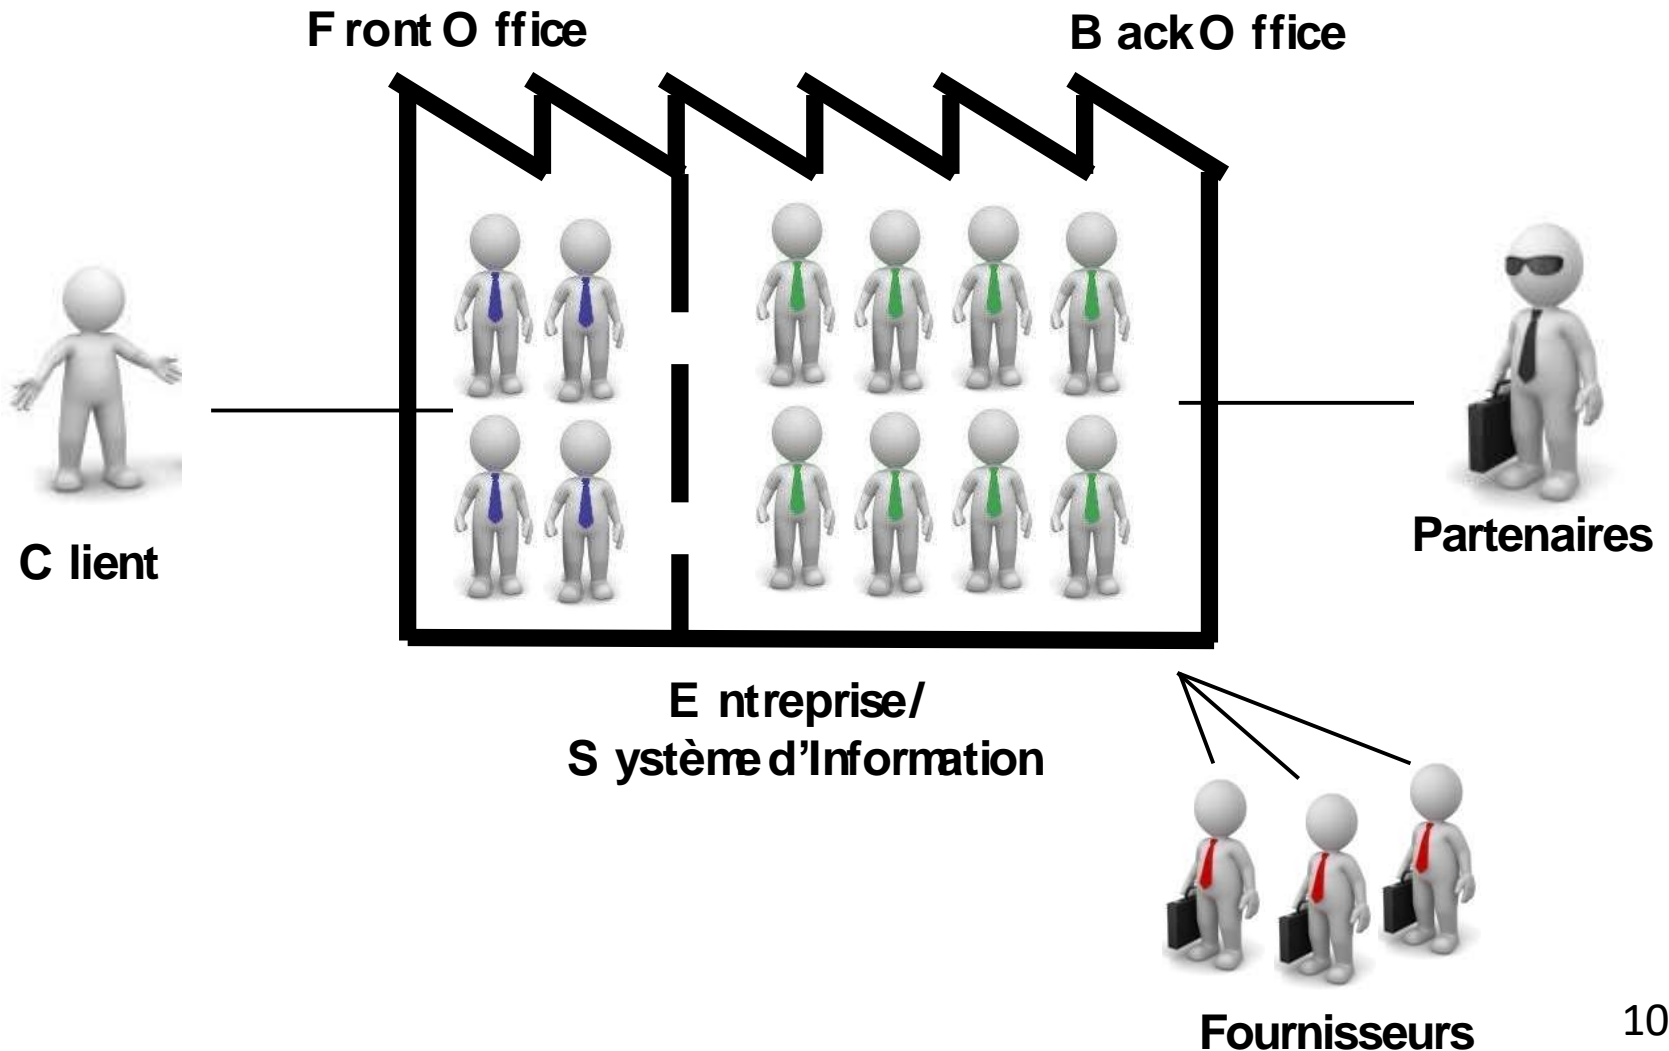 Front Office
Back Office
Client
Partenaires
Entreprise/
Système d’Information
Fournisseurs
10